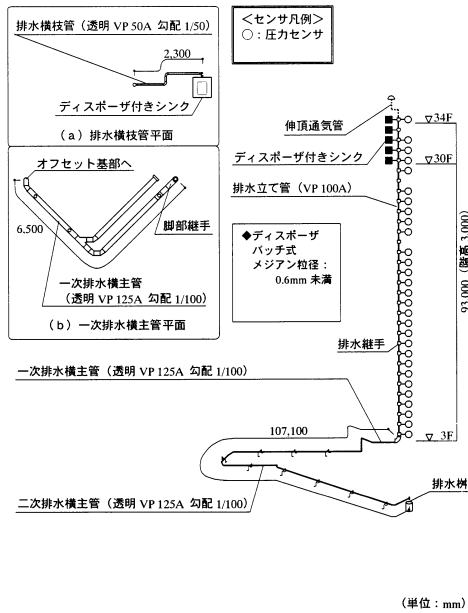 排水横枝管（透明 VP 50A 勾配 1/50）
2,300
ディスポーザ付きシンク
（a）排水横枝管平面
＜センサ凡例＞
○：圧力センサ
オフセット基部へ
6,500
脚部継手
一次排水横主管
（透明 VP 125A 勾配 1/100）
（b）一次排水横主管平面
伸頂通気管
34F
ディスポーザ付きシンク
30F
排水立て管（VP 100A）
◆ディスポーザ
バッチ式
メジアン粒径：
0.6mm 未満
93,000（階高 3,000）
排水継手
一次排水横主管（透明 VP 125A 勾配 1/100）
107,100
3F
排水桝
二次排水横主管（透明 VP 125A 勾配 1/100）
（単位：mm）